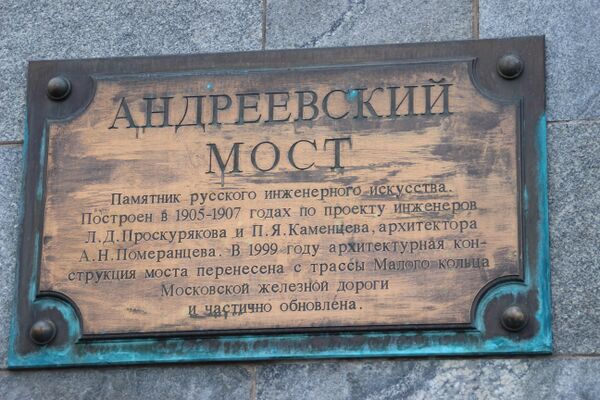 АНДРЕЕВСКИЙ
МОСТ
Памятник русского инженерного искусства.
Построен в 1905-1907 годах по проекту инженеров
Л.Д.Проскурякова и П.Я.Каменцева, архитектора
А.Н.Померанцева. В 1999 году архитектурная кон-
струкция моста перенесена с трассы Малого кольца
Московской железной дороги
и частично обновлена.